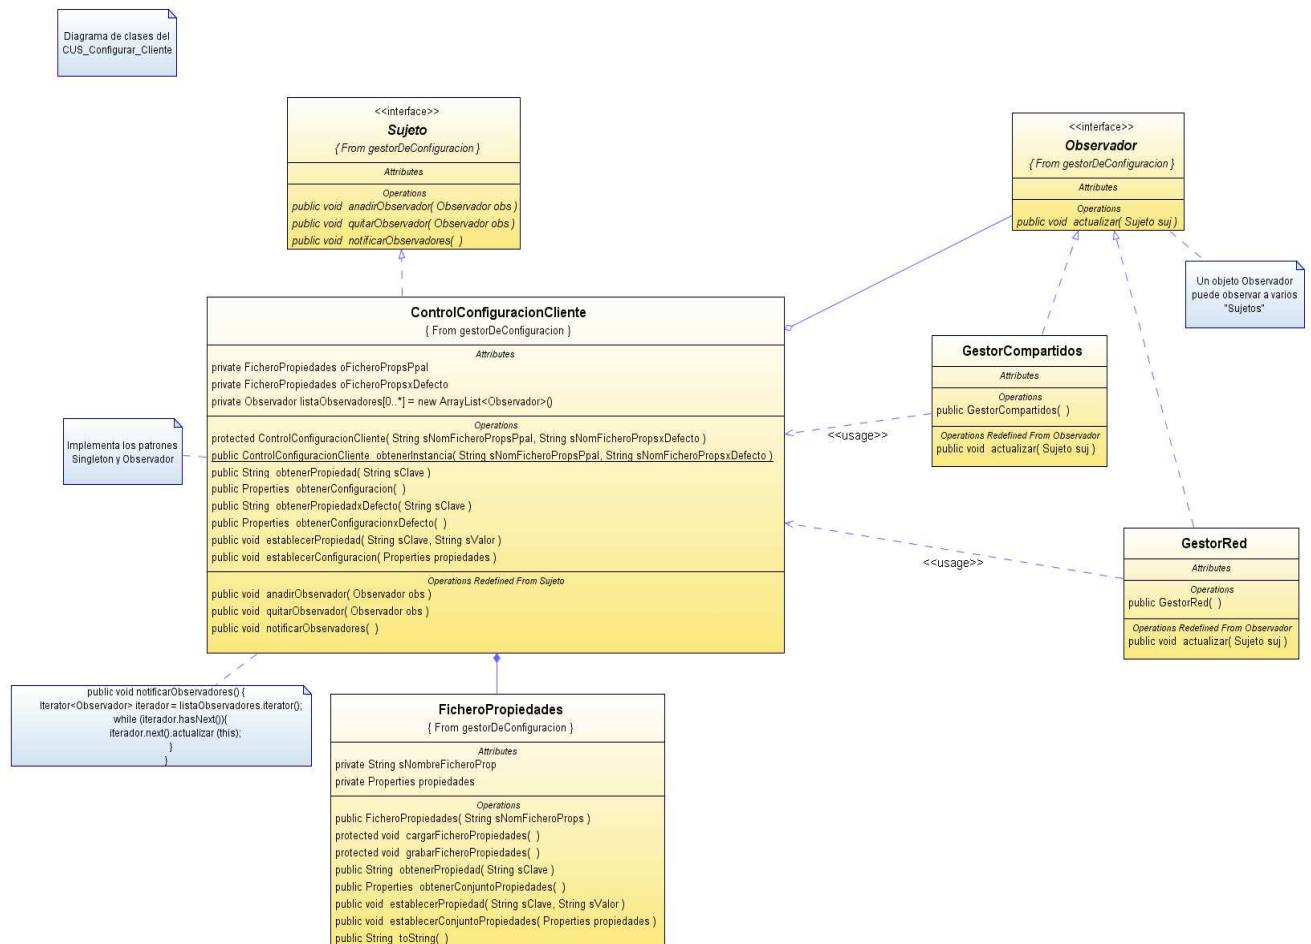 Diagrama de clases del
CUS_Configurar_Cliente
<<interface>>
Sujeto
{ From gestorDeConfiguracion }
Attributes
Operations
public void anadirObservador( Observador obs )
public void quitarObservador( Observador obs )
public void notificarObservadores( )
<<interface>>
Observador
{ From gestorDeConfiguracion }
Attributes
Operations
public void actualizar( Sujeto suj )
Un objeto Observador
puede observar a varios
"Sujetos"
ControlConfiguracionCliente
{ From gestorDeConfiguracion }
Attributes
private FicheroPropiedades oFicheroPropsPpal
private FicheroPropiedades oFicheroPropsxDefecto
private Observador listaObservadores[0..*] = new ArrayList<Observador>()
Operations
protected ControlConfiguracionCliente( String sNomFicheroPropsPpal, String sNomFicheroPropsxDefecto )
public ControlConfiguracionCliente obtenerInstancia( String sNomFicheroPropsPpal, String sNomFicheroPropsxDefecto )
public String obtenerPropiedad( String sClave )
public Properties obtenerConfiguracion( )
public String obtenerPropiedadxDefecto( String sClave )
public Properties obtenerConfiguracionxDefecto( )
public void establecerPropiedad( String sClave, String sValor )
public void establecerConfiguracion( Properties propiedades )
Operations Redefined From Sujeto
public void anadirObservador( Observador obs )
public void quitarObservador( Observador obs )
public void notificarObservadores( )
Implementa los patrones
Singleton y Observador
GestorCompartidos
Attributes
Operations
public GestorCompartidos( )
Operations Redefined From Observador
public void actualizar( Sujeto suj )
<<usage>>
GestorRed
Attributes
Operations
public GestorRed( )
Operations Redefined From Observador
public void actualizar( Sujeto suj )
<<usage>>
public void notificarObservadores() {
Iterator<Observador> iterador = listaObservadores.iterator();
while (iterador.hasNext()){
iterador.next().actualizar (this);
}
}
FicheroPropiedades
{ From gestorDeConfiguracion }
Attributes
private String sNombreFicheroProp
private Properties propiedades
Operations
public FicheroPropiedades( String sNomFicheroProps )
protected void cargarFicheroPropiedades( )
protected void grabarFicheroPropiedades( )
public String obtenerPropiedad( String sClave )
public Properties obtenerConjuntoPropiedades( )
public void establecerPropiedad( String sClave, String sValor )
public void establecerConjuntoPropiedades( Properties propiedades )
public String toString( )